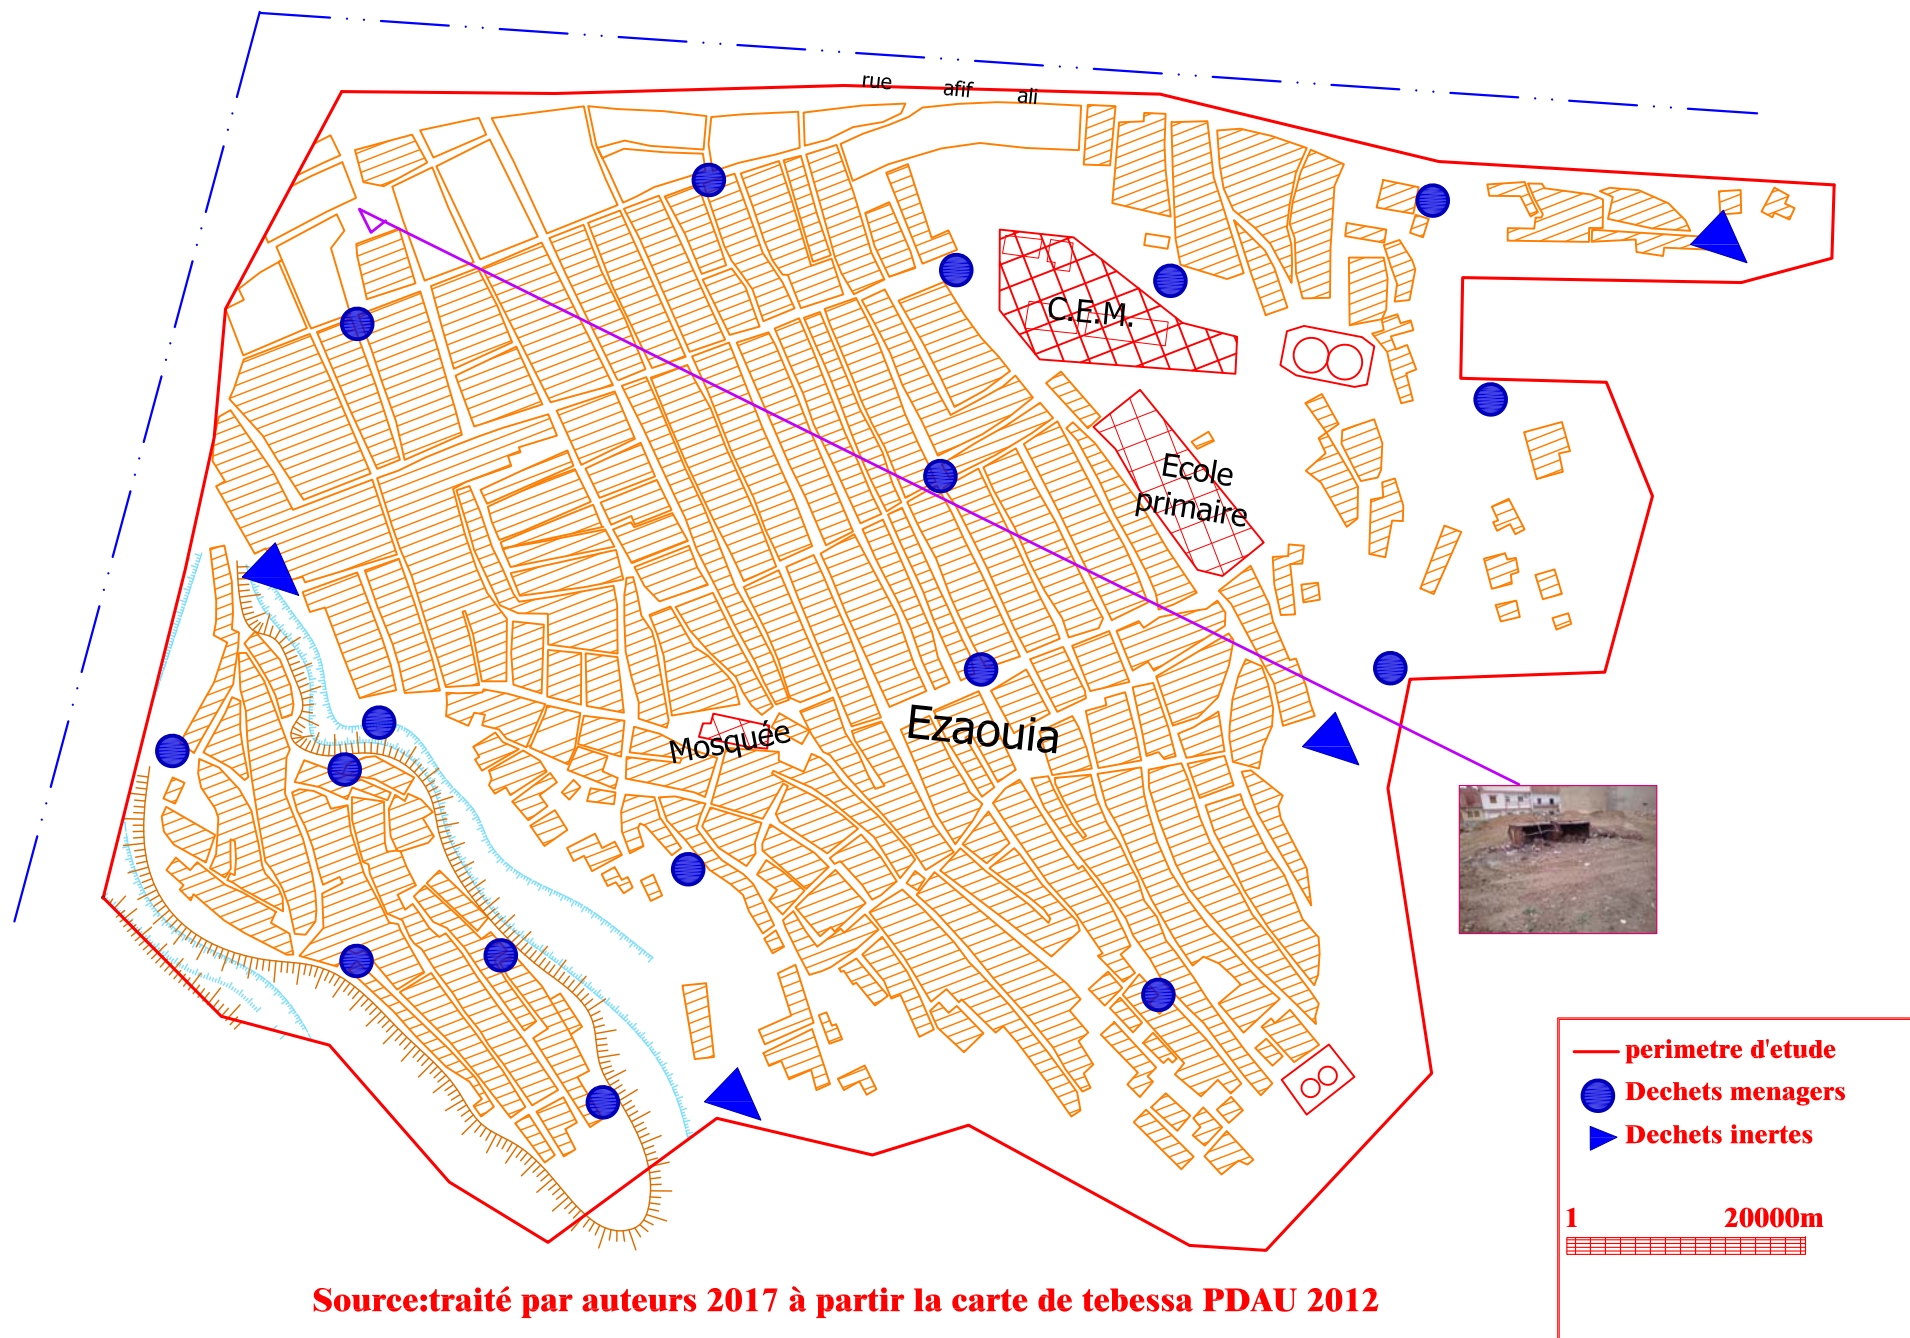 rue afif ali
C.E.M.
Ecole
primaire
Ezaouia
Mosquée
perimetre d'etude
Dechets menagers
Dechets inertes
1 20000m
Source:traité par auteurs 2017 à partir la carte de tebessa PDAU 2012